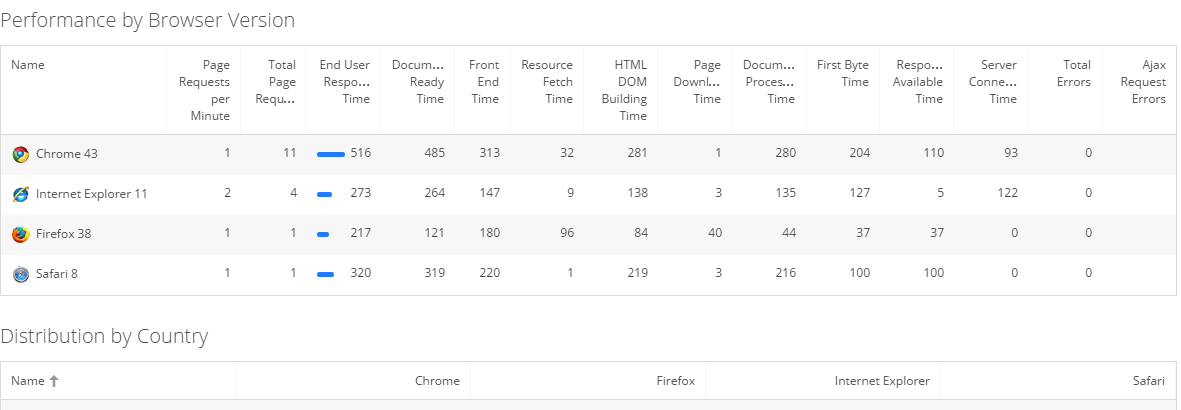 Performance by Browser Version
Name Page Requests per Minute Total Page Requ... End User Respo... Time Docum... Ready Time Front End Time Resource Fetch Time HTML DOM Building Time Page Downl... Time Docum... Proces... Time First Byte Time Respo... Available Time Server Conne... Time Total Errors Ajax Request Errors
Chrome 43 1 11 516 485 313 32 281 1 280 204 110 93 0
Internet Explorer 11 2 4 273 264 147 9 138 3 135 127 5 122 0
Firefox 38 1 1 217 121 180 96 84 40 44 37 37 0 0
Safari 8 1 1 320 319 220 1 219 3 216 100 100 0 0
Distribution by Country
Name Chrome Firefox Internet Explorer Safari